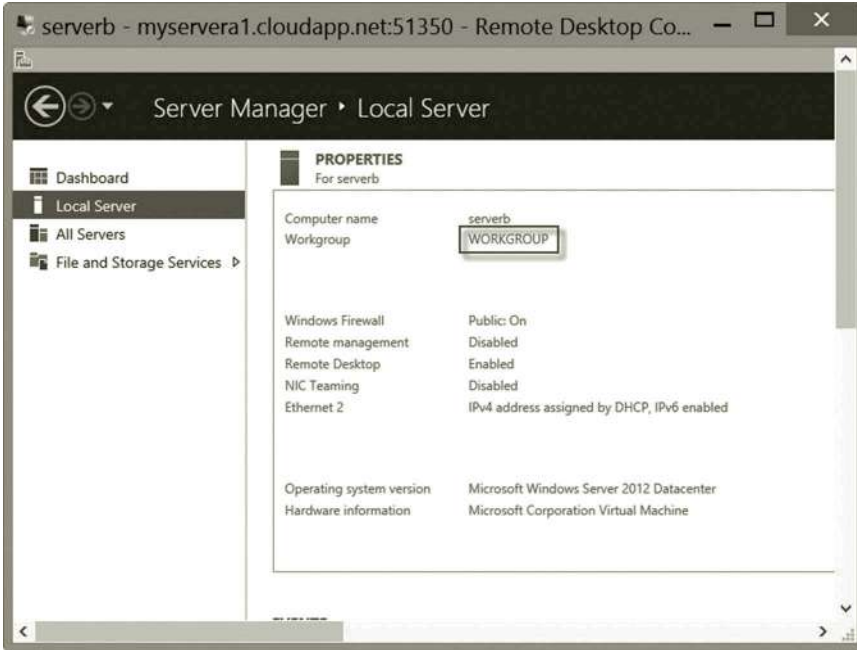 serverb - myservera1.cloudapp.net:51350 - Remote Desktop Co...
Server Manager ‣ Local Server
Dashboard
Local Server
All Servers
File and Storage Services
PROPERTIES
For serverb
Computer name serverb
Workgroup WORKGROUP
Windows Firewall Public: On
Remote management Disabled
Remote Desktop Enabled
NIC Teaming Disabled
Ethernet 2 IPv4 address assigned by DHCP, IPv6 enabled
Operating system version Microsoft Windows Server 2012 Datacenter
Hardware information Microsoft Corporation Virtual Machine